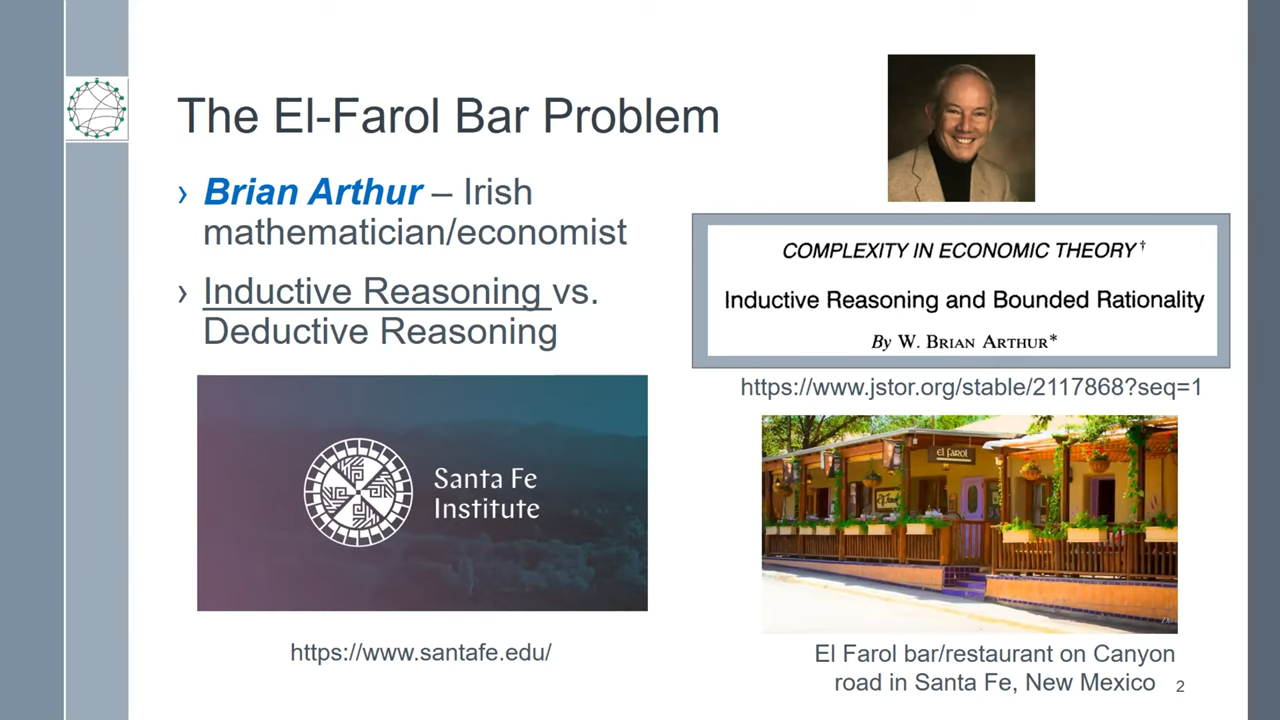 The El-Farol Bar Problem
› Brian Arthur – Irish
mathematician/economist
› Inductive Reasoning vs.
Deductive Reasoning
Santa Fe
Institute
https://www.santafe.edu/
COMPLEXITY IN ECONOMIC THEORY†
Inductive Reasoning and Bounded Rationality
By W. BRIAN ARTHUR*
https://www.jstor.org/stable/2117868?seq=1
el farol
El Farol bar/restaurant on Canyon
road in Santa Fe, New Mexico
2